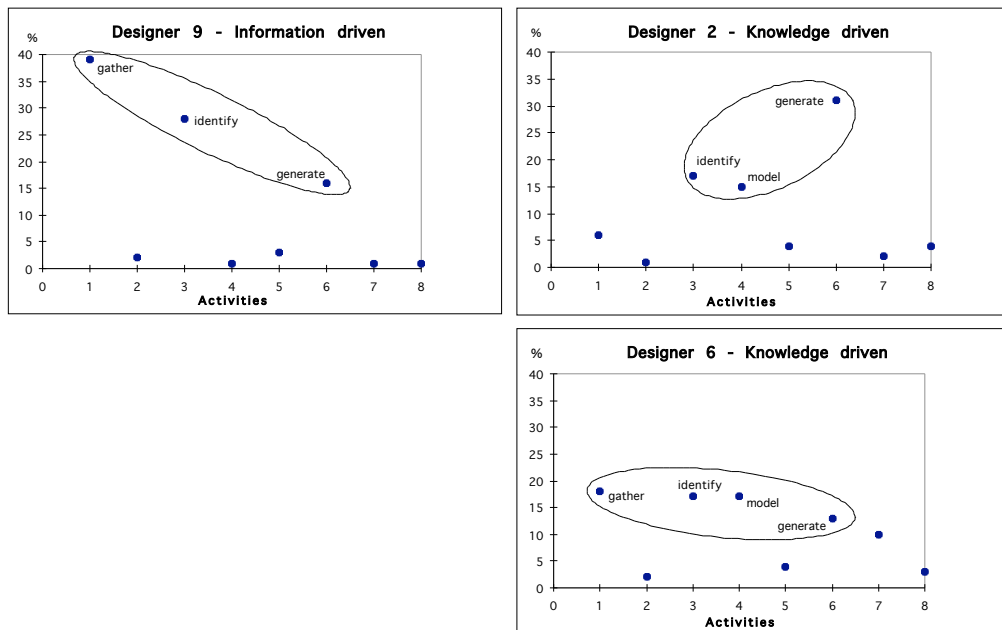 Designer 9 - Information driven
%
40
35
30
25
20
15
10
5
0
gather
identify
generate
0 1 2 3 4 5 6 7 8
Activities
Designer 2 - Knowledge driven
%
40
35
30
25
20
15
10
5
0
generate
identify
model
0 1 2 3 4 5 6 7 8
Activities
Designer 6 - Knowledge driven
%
40
35
30
25
20
15
10
5
0
identify
gather
model
generate
0 1 2 3 4 5 6 7 8
Activities